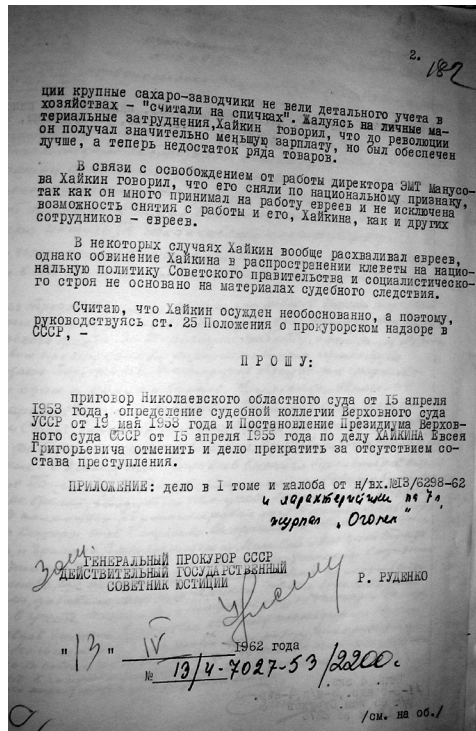 2.
182
ции крупные сахаро-заводчики не вели детального учета в
хозяйствах - "считали на спичках". Жалуясь на личные ма-
териальные затруднения,Хайкин говорил, что до революции
он получал значительно меньшую зарплату, но был обеспечен
лучше, а теперь недостаток ряда товаров.
В связи с освобождением от работы директора ЭМТ Манусо-
ва Хайкин говорил, что его сняли по национальному признаку,
так как он много принимал на работу евреев и не исключена
возможность снятия с работы и его, Хайкина, как и других
сотрудников - евреев.
В некоторых случаях Хайкин вообще расхваливал евреев,
однако обвинение Хайкина в распространении клеветы на нацио-
нальную политику Советского правительства и социалистическо-
го строя не основано на материалах судебного следствия.
Считаю, что Хайкин осужден необоснованно, а поэтому,
руководствуясь ст. 25 Положения о прокурорском надзоре в
СССР, -
П Р О Ш У:
приговор Николаевского областного суда от 15 апреля
1953 года, определение судебной коллегии Верховного суда
УССР от 19 мая 1953 года и Постановление Президиума Верхов-
ного суда СССР от 15 апреля 1955 года по делу ХАЙКИНА Евсея
Григорьевича отменить и дело прекратить за отсутствием со-
става преступления.
ПРИЛОЖЕНИЕ: дело в I томе и жалоба от н/вх.№13/6298-62
и характеристики на 7 л,
журнал „Огонек"
Зам.
ГЕНЕРАЛЬНЫЙ ПРОКУРОР СССР
ДЕЙСТВИТЕЛЬНЫЙ ГОСУДАРСТВЕННЫЙ
СОВЕТНИК ЮСТИЦИИ
Р. РУДЕНКО
"13" IV 1962 года
№ 13/4-7027-53/2200с
/см. на об./